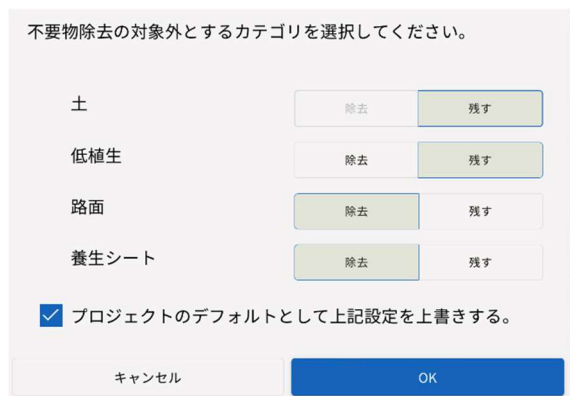 不要物除去の対象外とするカテゴリを選択してください。
土 除去 残す
低植生 除去 残す
路面 除去 残す
養生シート 除去 残す
プロジェクトのデフォルトとして上記設定を上書きする。
キャンセル OK